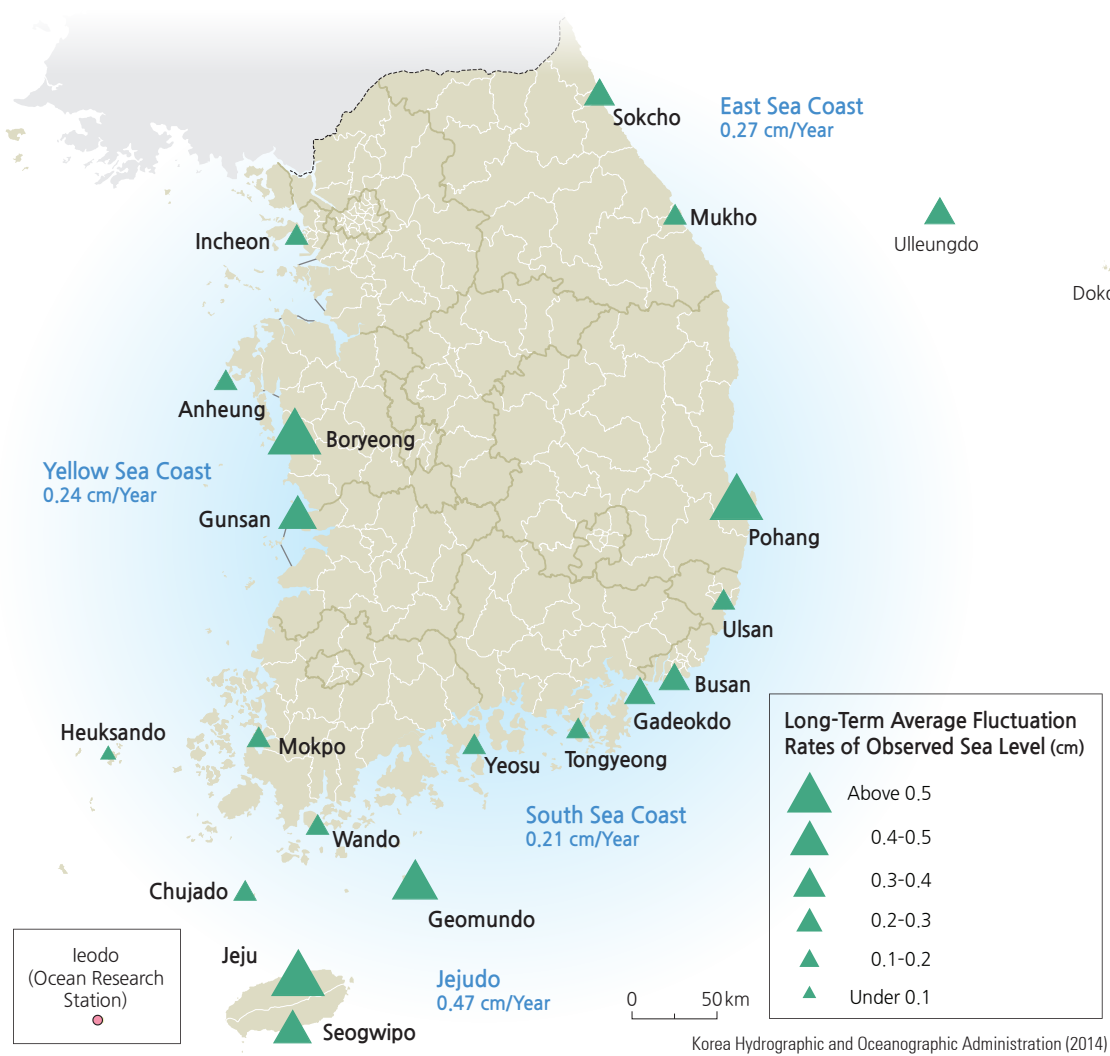 Sokcho
East Sea Coast
0.27 cm/Year
Mukho
Ulleungdo
Incheon
Anheung
Boryeong
Yellow Sea Coast
0.24 cm/Year
Gunsan
Pohang
Ulsan
Busan
Gadeokdo
Heuksando
Mokpo
Yeosu
Tongyeong
South Sea Coast
0.21 cm/Year
Wando
Chujado
Geomundo
Jeju
Jejudo
0.47 cm/Year
Seogwipo
Ieodo
(Ocean Research
Station)
0 50 km
Long-Term Average Fluctuation
Rates of Observed Sea Level (cm)
Above 0.5
0.4-0.5
0.3-0.4
0.2-0.3
0.1-0.2
Under 0.1
Korea Hydrographic and Oceanographic Administration (2014)